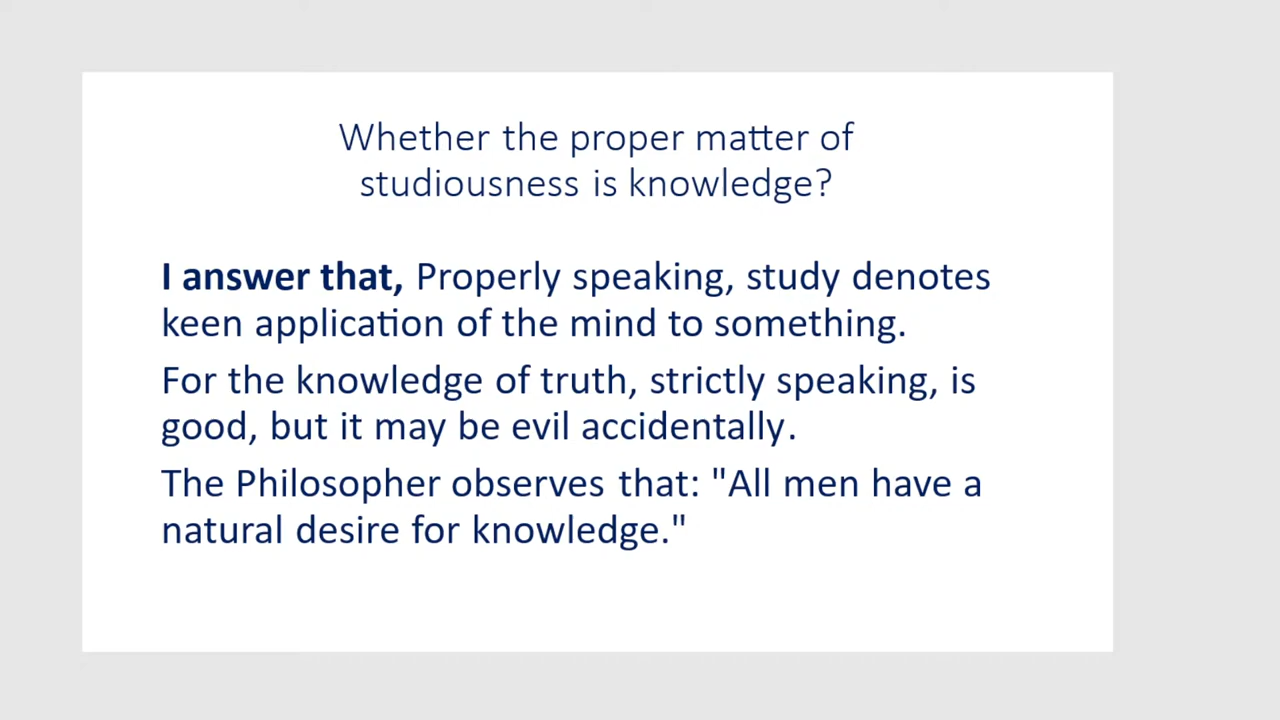 Whether the proper matter of
studiousness is knowledge?
I answer that, Properly speaking, study denotes
keen application of the mind to something.
For the knowledge of truth, strictly speaking, is
good, but it may be evil accidentally.
The Philosopher observes that: "All men have a
natural desire for knowledge."